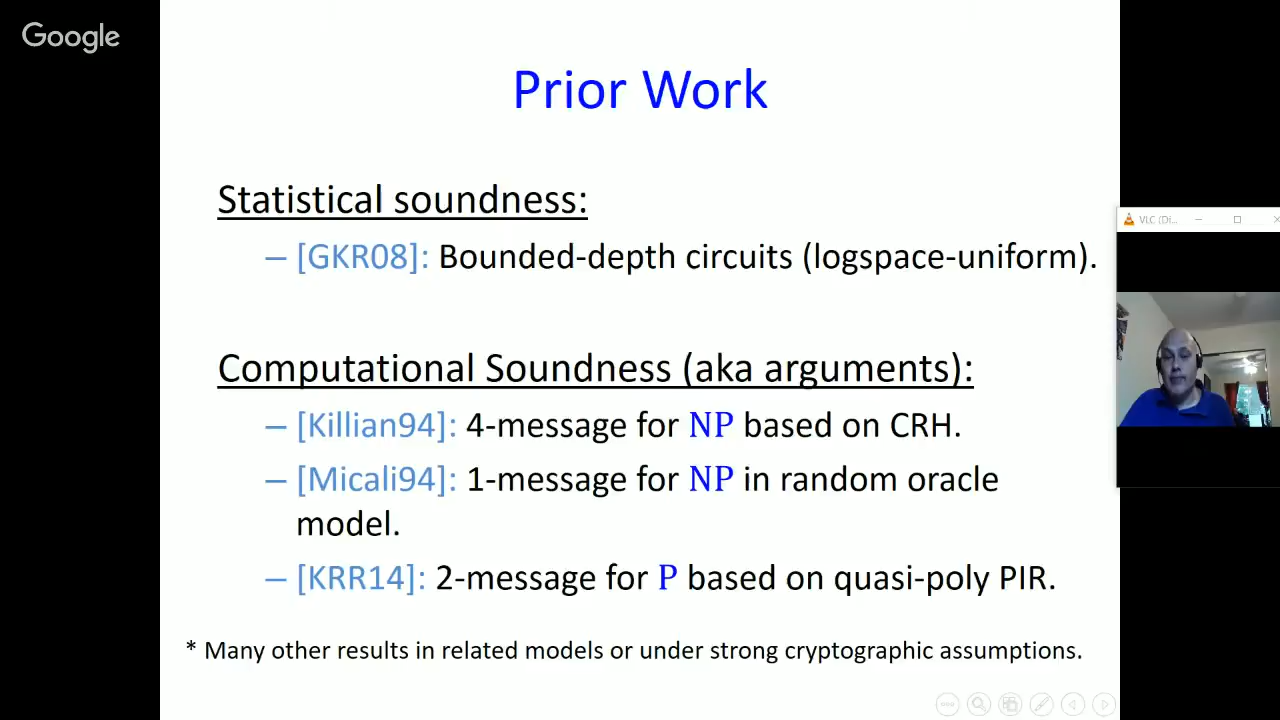 Google
Prior Work
Statistical soundness:
– [GKR08]: Bounded-depth circuits (logspace-uniform).
VLC (Di...
Computational Soundness (aka arguments):
– [Killian94]: 4-message for NP based on CRH.
– [Micali94]: 1-message for NP in random oracle
model.
– [KRR14]: 2-message for P based on quasi-poly PIR.
* Many other results in related models or under strong cryptographic assumptions.